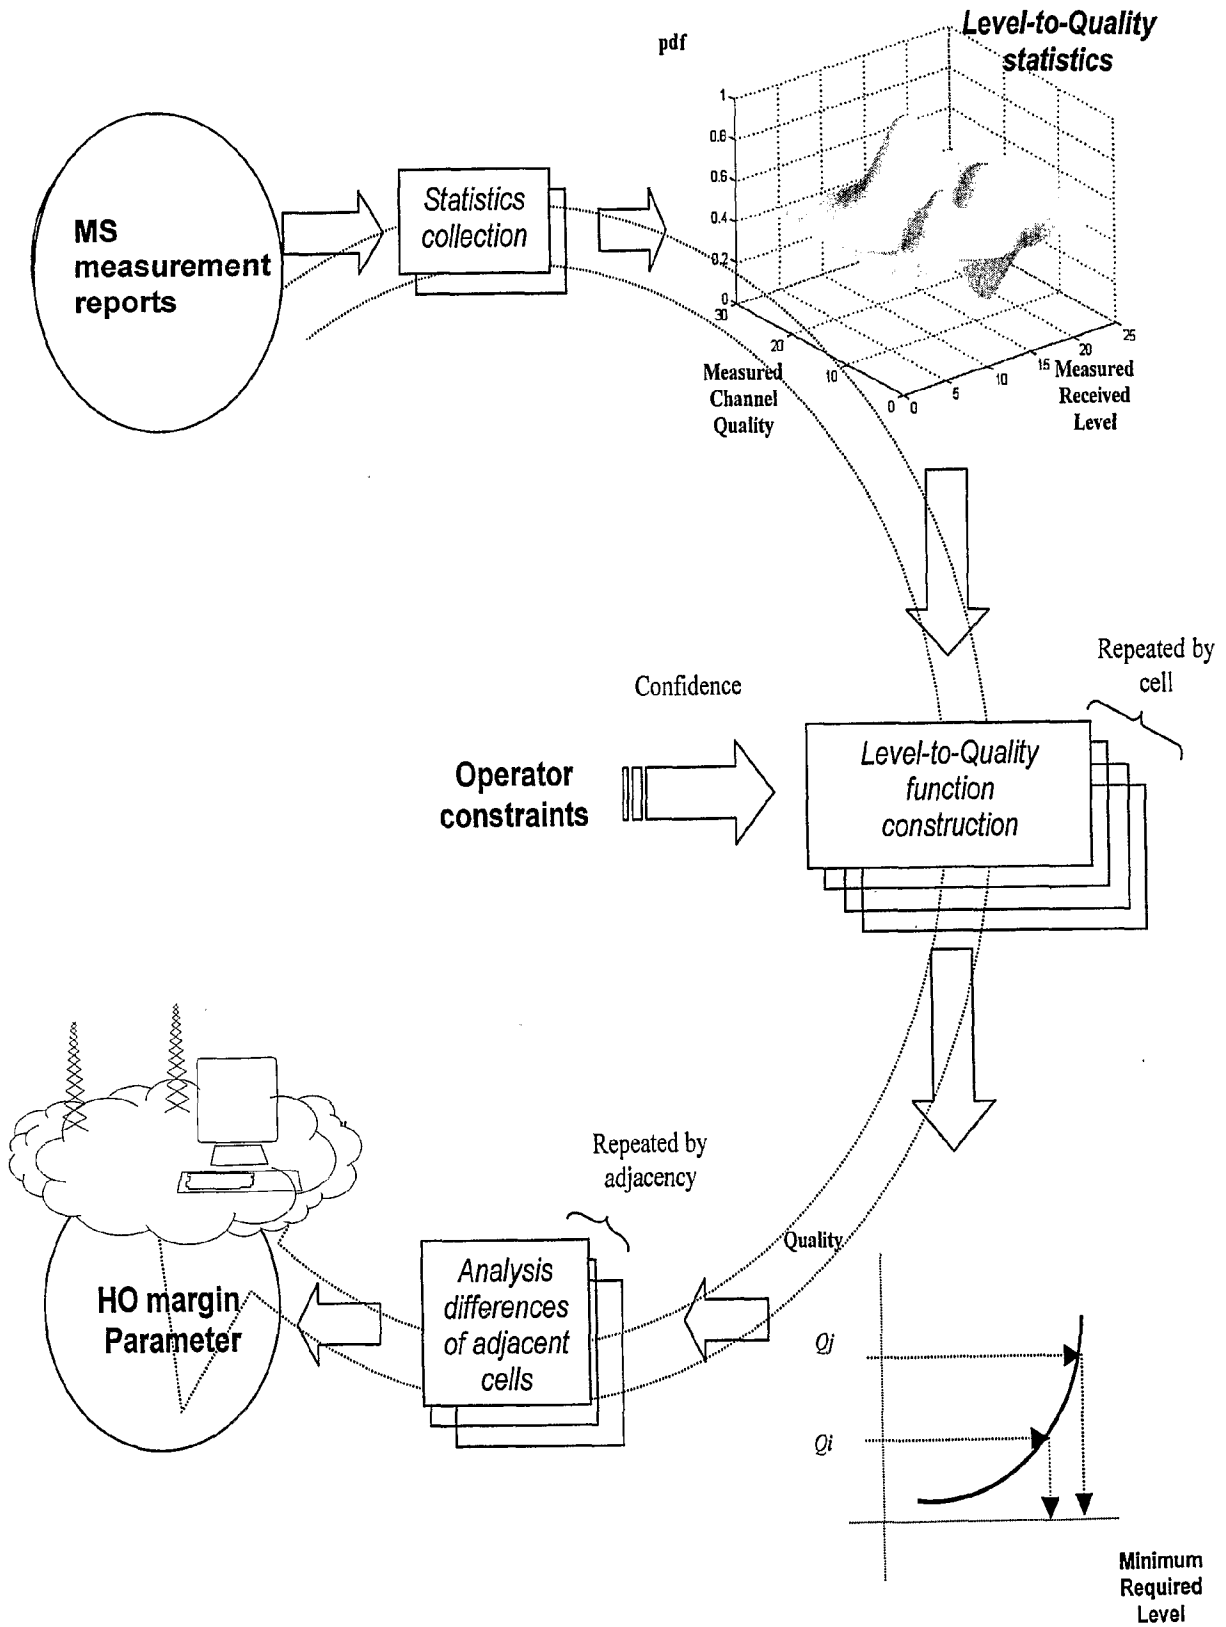 Level-to-Quality
statistics
pdf
1
0.8
0.6
0.4
0.2
0
30
20
10
0
0
5
10
15
20
25
Measured
Channel
Quality
Measured
Received
Level
MS
measurement
reports
Statistics
collection
Repeated by
cell
Confidence
Operator
constraints
Level-to-Quality
function
construction
Repeated by
adjacency
Quality
Analysis
differences
of adjacent
cells
HO margin
Parameter
Qj
Qi
Minimum
Required
Level